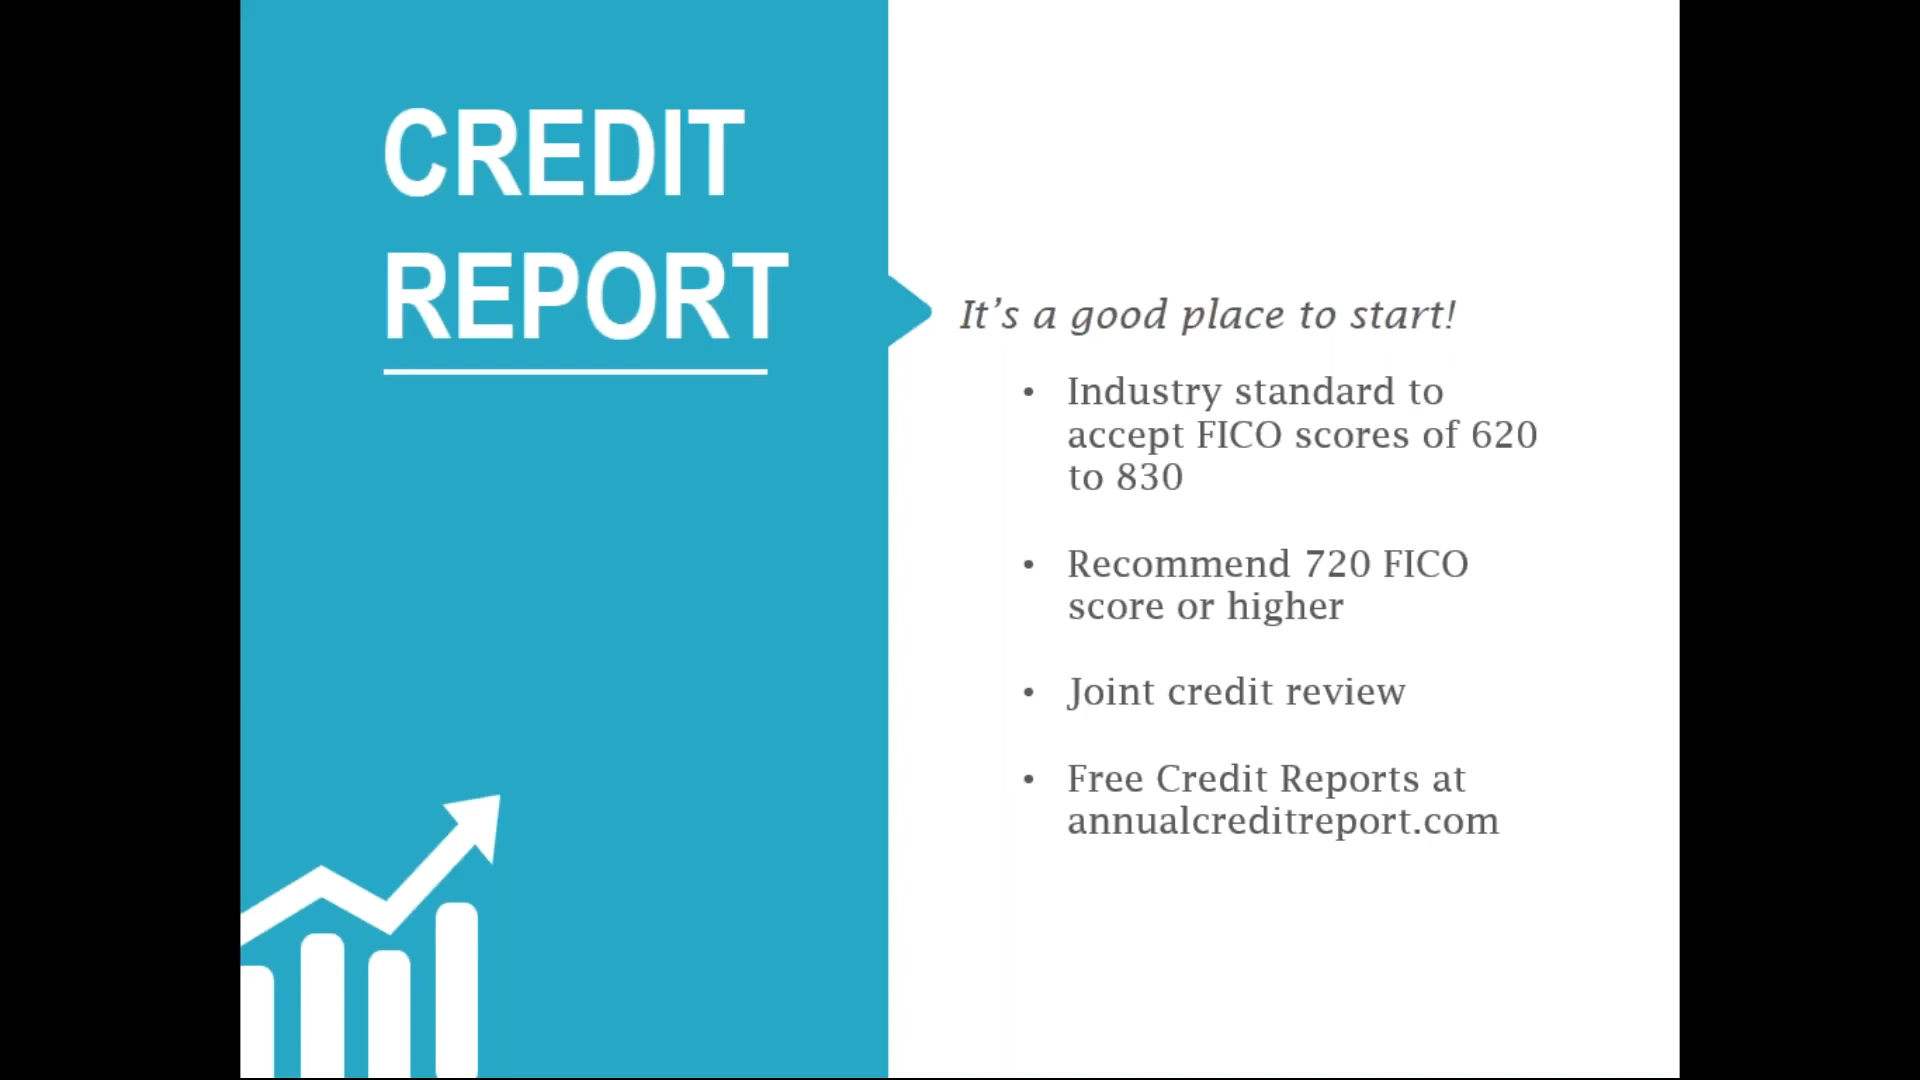 CREDIT
REPORT
It's a good place to start!
• Industry standard to
accept FICO scores of 620
to 830
• Recommend 720 FICO
score or higher
• Joint credit review
• Free Credit Reports at
annualcreditreport.com